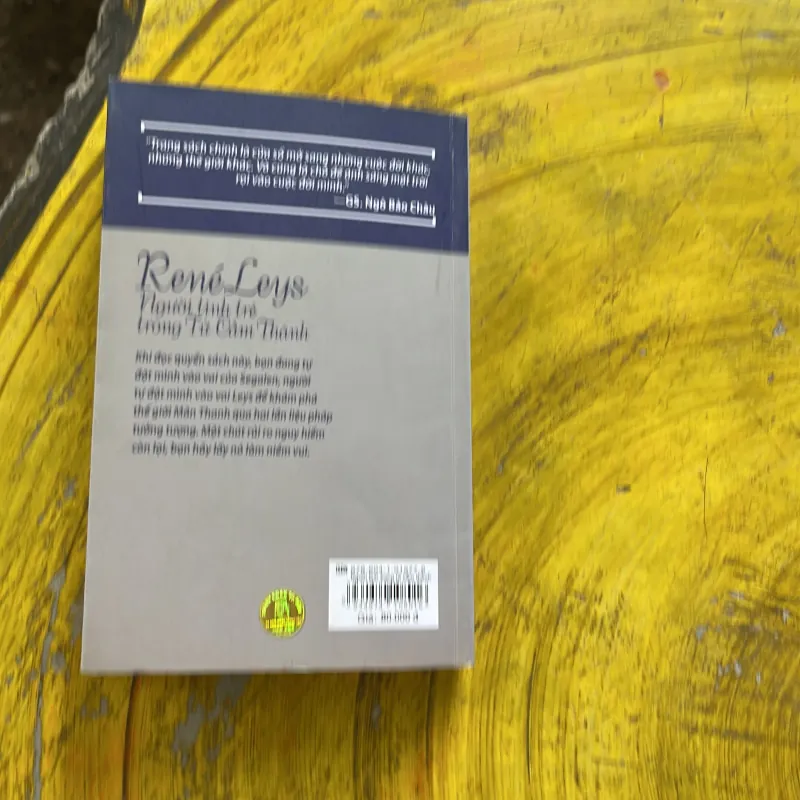 "Trang sách chính là cửa sổ mở sang những cuộc đời khác,
những thế giới khác. Và cũng là chỗ để ánh sáng mặt trời
rọi vào cuộc đời mình."
GS. Ngô Bảo Châu
René Leys
Người tình trẻ
trong Tử Cấm Thành
Khi đọc quyển sách này, bạn đang tự
đặt mình vào vai của Segalen, người
tự đặt mình vào vai Leys để khám phá
thế giới Mãn Thanh qua hai lần liệu pháp
tưởng tượng. Một chút rủi ro nguy hiểm
còn lại, bạn hãy lấy nó làm niềm vui.
Giá: 80.000 đ